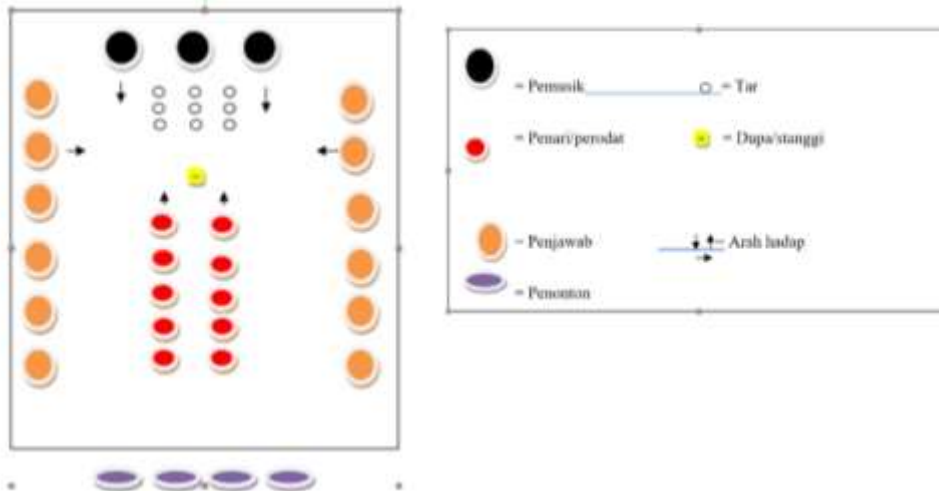 = Pemusik = Tar
= Penari/perodat = Dupa/stanggi
= Penjawab = Arah hadap
= Penonton